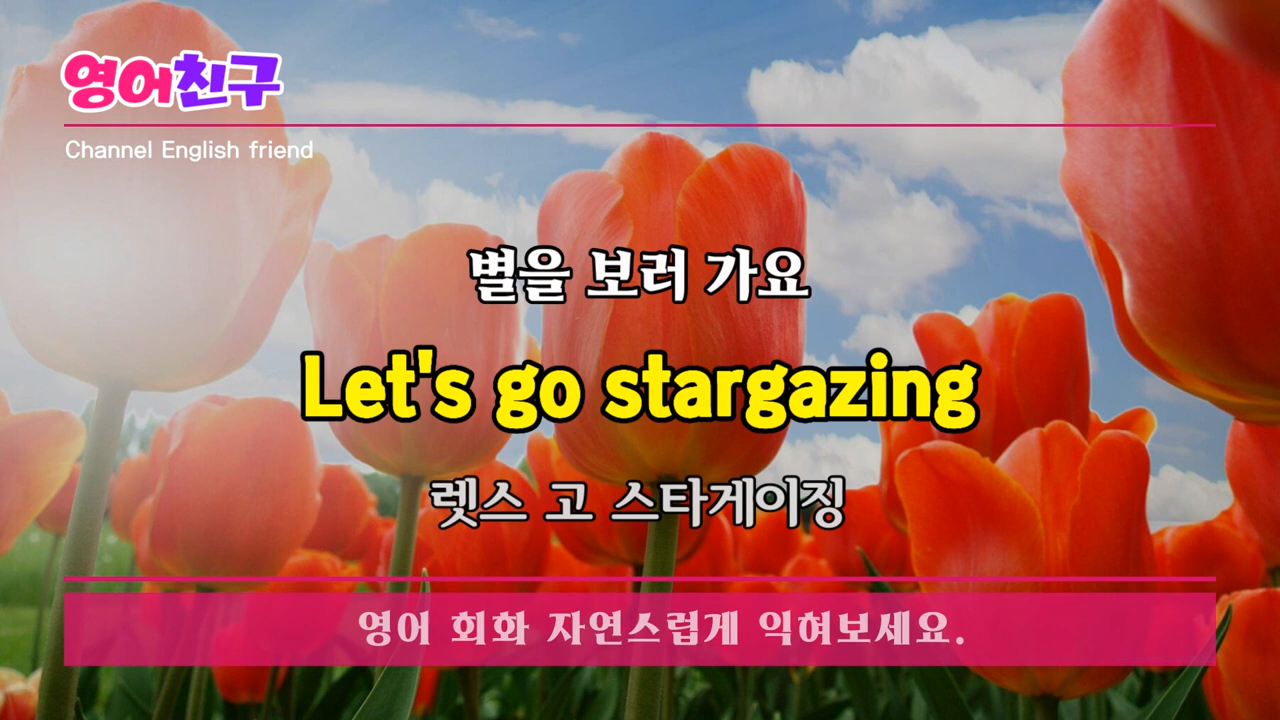 영어친구
Channel English friend
별을 보러 가요
Let's go stargazing
렛스 고 스타게이징
영어 회화 자연스럽게 익혀보세요.